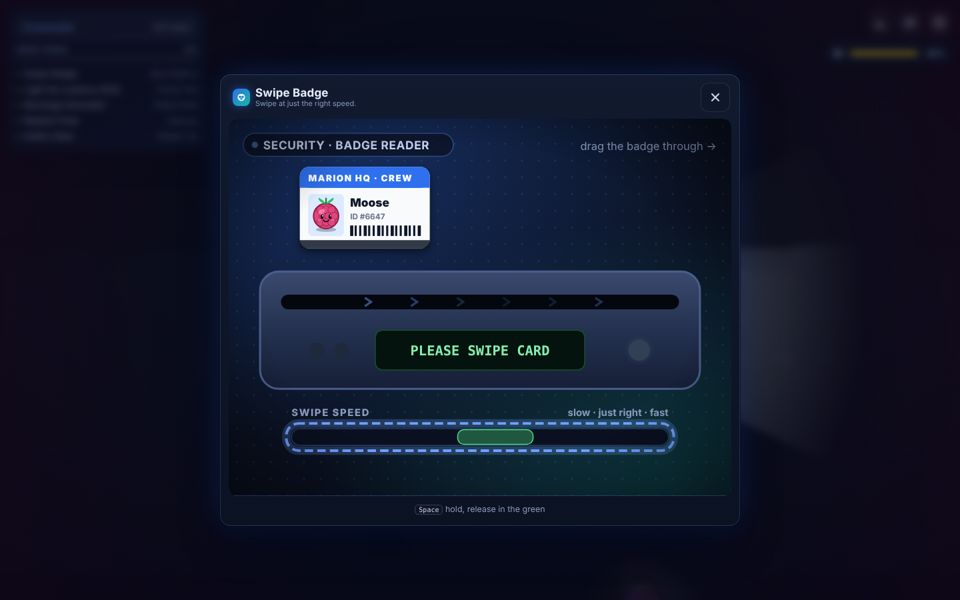 Swipe Badge
Swipe at just the right speed.
SECURITY · BADGE READER
drag the badge through →
MARION HQ · CREW
Moose
ID #6647
PLEASE SWIPE CARD
SWIPE SPEED
slow · just right · fast
Space hold, release in the green